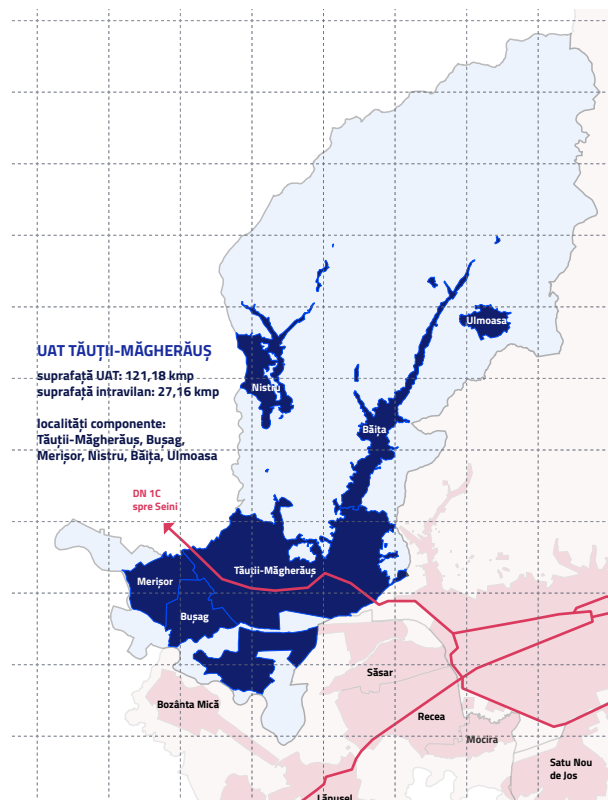 Ulmoasa
UAT TĂUȚII-MĂGHERĂUȘ
suprafață UAT: 121,18 kmp
suprafață intravilan: 27,16 kmp
Nistru
localități componente:
Tăuții-Măgherăuș, Bușag,
Merișor, Nistru, Băița, Ulmoasa
Băița
DN 1C
spre Seini
Tăuții-Măgherăuș
Merișor
Bușag
Săsar
Bozânta Mică
Recea
Mocira
Satu Nou
de Jos
Lăpușel